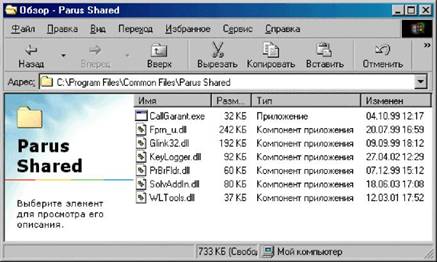 Обзор - Parus Shared
Файл Правка Вид Переход Избранное Сервис Справка
Назад Вперед Вверх Вырезать Копировать Вставить Отменить »
Адрес: C:\Program Files\Common Files\Parus Shared
Имя Разм... Тип Изменен
CallGarant.exe 32 КБ Приложение 04.10.99 12:17
Fprn_u.dll 242 КБ Компонент приложения 20.07.99 16:59
Glink32.dll 192 КБ Компонент приложения 09.09.99 18:12
KeyLogger.dll 92 КБ Компонент приложения 27.04.02 12:29
PrBrFldr.dll 60 КБ Компонент приложения 07.12.99 15:12
SolvAddIn.dll 80 КБ Компонент приложения 18.06.03 17:08
WLTools.dll 37 КБ Компонент приложения 12.03.01 17:52
Parus
Shared
Выберите элемент
для просмотра его
описания.
733 КБ (Свобод Мой компьютер